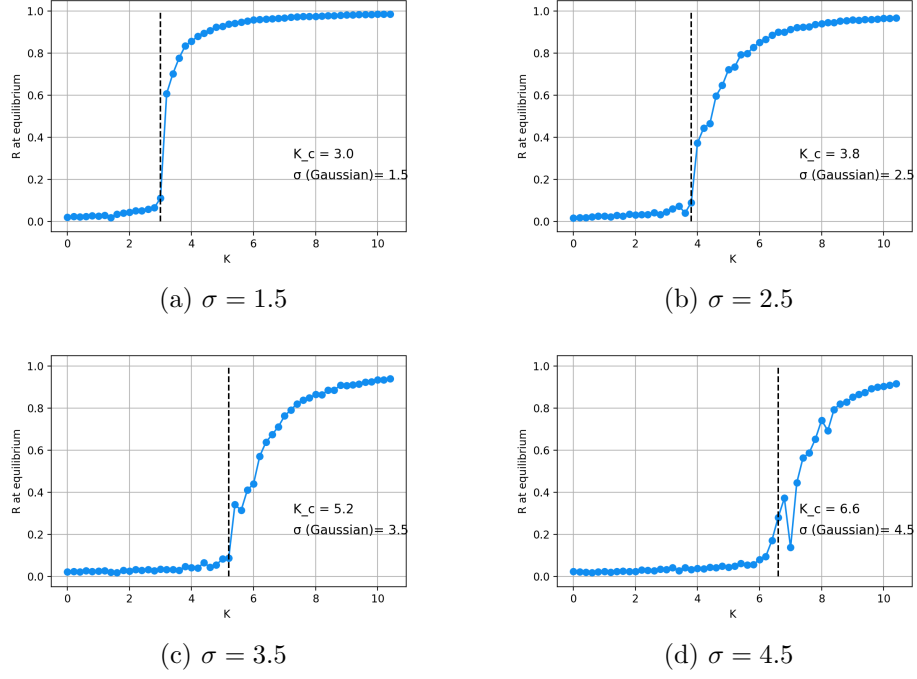 1.0
0.8
0.6
0.4
0.2
0.0
R at equilibrium
K_c = 3.0
σ (Gaussian)= 1.5
0 2 4 6 8 10
K
(a) σ = 1.5
1.0
0.8
0.6
0.4
0.2
0.0
R at equilibrium
K_c = 3.8
σ (Gaussian)= 2.5
0 2 4 6 8 10
K
(b) σ = 2.5
1.0
0.8
0.6
0.4
0.2
0.0
R at equilibrium
K_c = 5.2
σ (Gaussian)= 3.5
0 2 4 6 8 10
K
(c) σ = 3.5
1.0
0.8
0.6
0.4
0.2
0.0
R at equilibrium
K_c = 6.6
σ (Gaussian)= 4.5
0 2 4 6 8 10
K
(d) σ = 4.5